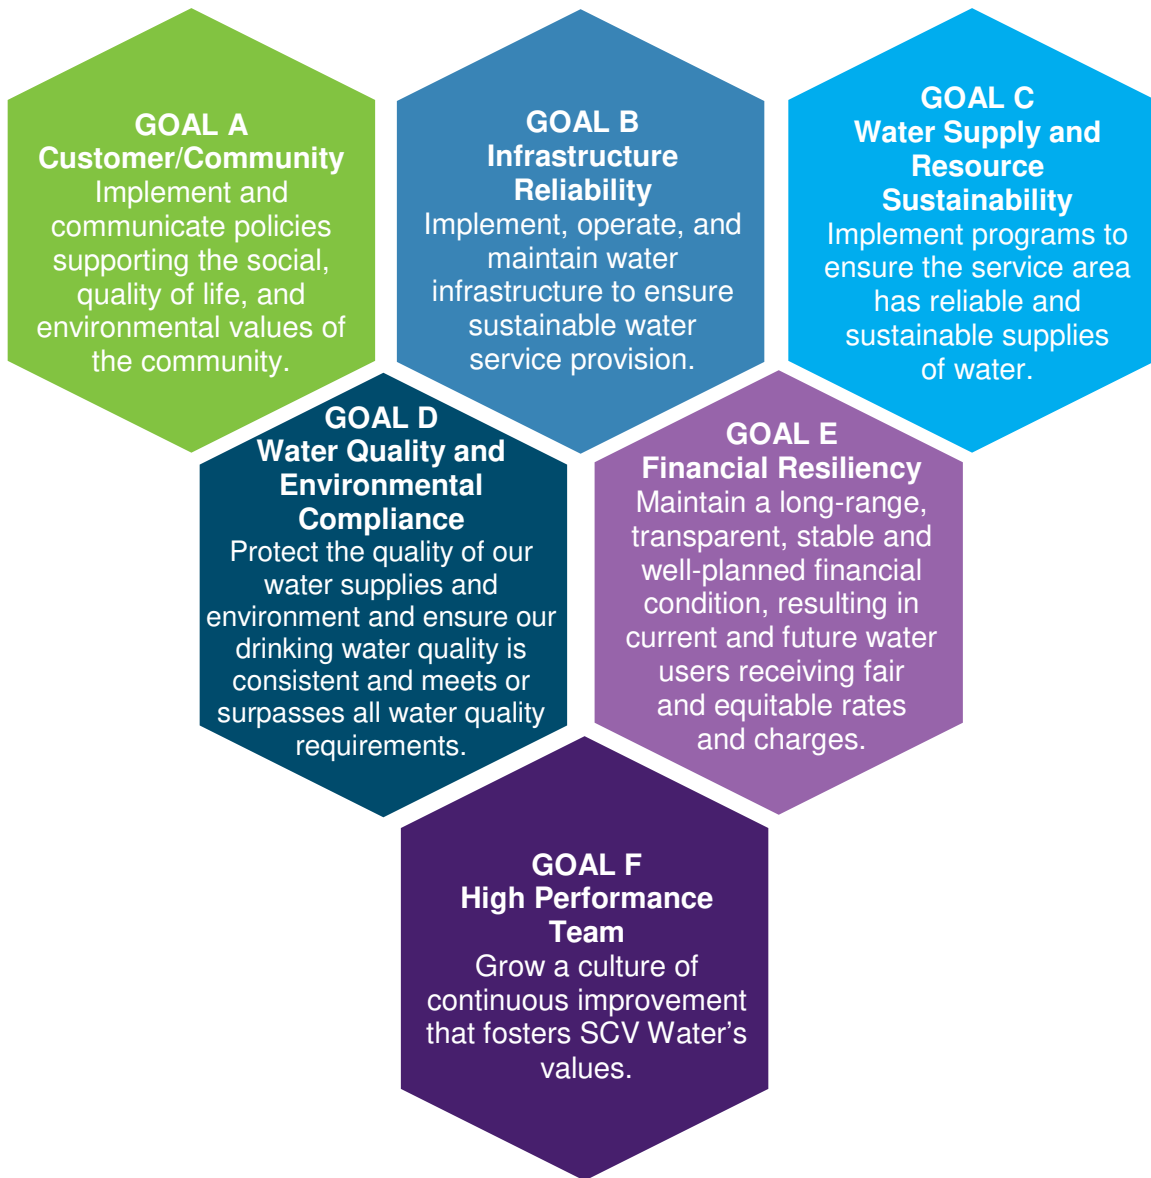 GOAL A
Customer/Community
Implement and
communicate policies
supporting the social,
quality of life, and
environmental values of
the community.
GOAL B
Infrastructure
Reliability
Implement, operate, and
maintain water
infrastructure to ensure
sustainable water
service provision.
GOAL C
Water Supply and
Resource
Sustainability
Implement programs to
ensure the service area
has reliable and
sustainable supplies
of water.
GOAL D
Water Quality and
Environmental
Compliance
Protect the quality of our
water supplies and
environment and ensure our
drinking water quality is
consistent and meets or
surpasses all water quality
requirements.
GOAL E
Financial Resiliency
Maintain a long-range,
transparent, stable and
well-planned financial
condition, resulting in
current and future water
users receiving fair
and equitable rates
and charges.
GOAL F
High Performance
Team
Grow a culture of
continuous improvement
that fosters SCV Water’s
values.